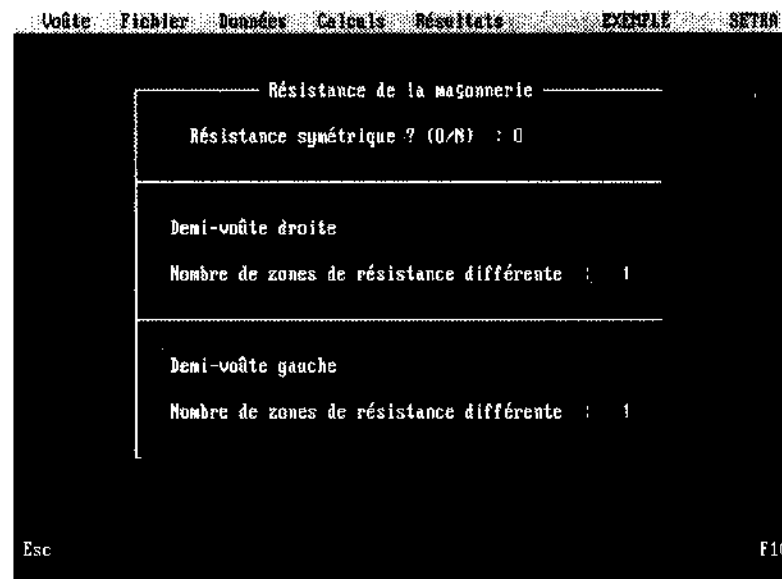 Voûte Fichier Données Calculs Résultats EXEMPLE SETRA
Résistance de la maçonnerie
Résistance symétrique ? (O/N) : O
Demi-voûte droite
Nombre de zones de résistance différente : 1
Demi-voûte gauche
Nombre de zones de résistance différente : 1
Esc F10